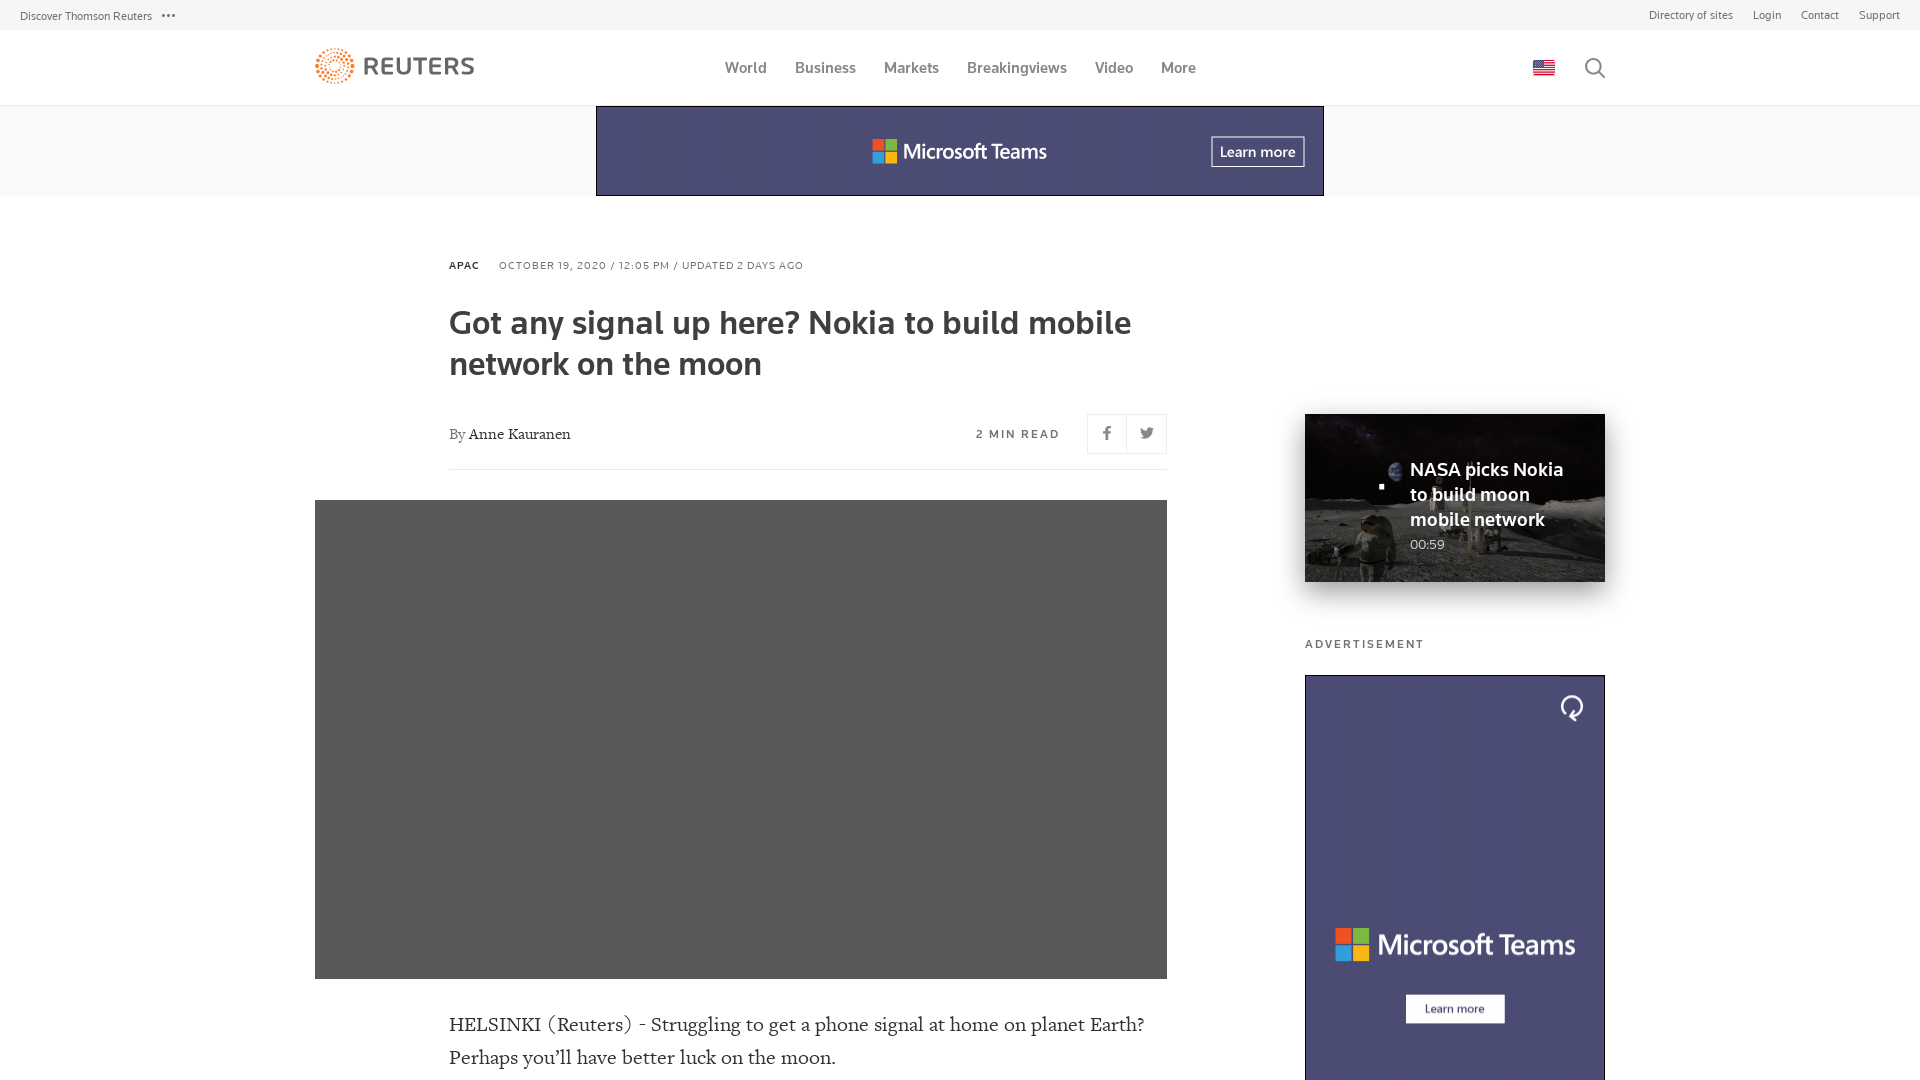 Discover Thomson Reuters
Directory of sites
Login
Contact
Support
REUTERS
World
Business
Markets
Breakingviews
Video
More
Microsoft Teams
Learn more
APAC
OCTOBER 19, 2020 / 12:05 PM / UPDATED 2 DAYS AGO
Got any signal up here? Nokia to build mobile
network on the moon
By Anne Kauranen
2 MIN READ
NASA picks Nokia
to build moon
mobile network
00:59
ADVERTISEMENT
Microsoft Teams
Learn more
HELSINKI (Reuters) - Struggling to get a phone signal at home on planet Earth?
Perhaps you’ll have better luck on the moon.